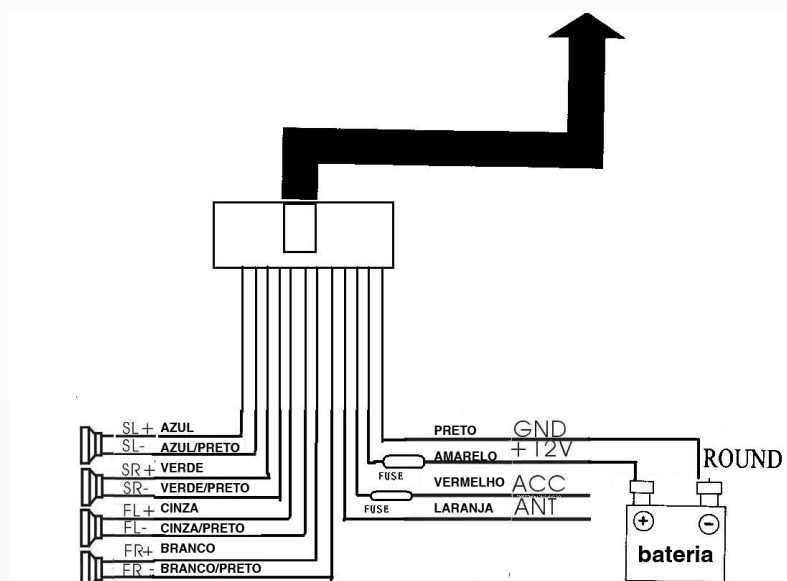 SL+ AZUL
SL- AZUL/PRETO
SR+ VERDE
SR- VERDE/PRETO
FL+ CINZA
FL- CINZA/PRETO
FR+ BRANCO
FR - BRANCO/PRETO
PRETO GND
AMARELO +12V
FUSE
VERMELHO ACC
FUSE
LARANJA ANT
ROUND
+ -
bateria